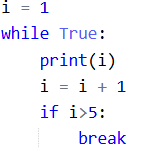 i = 1
while True:
    print(i)
    i = i + 1
    if i>5:
        break